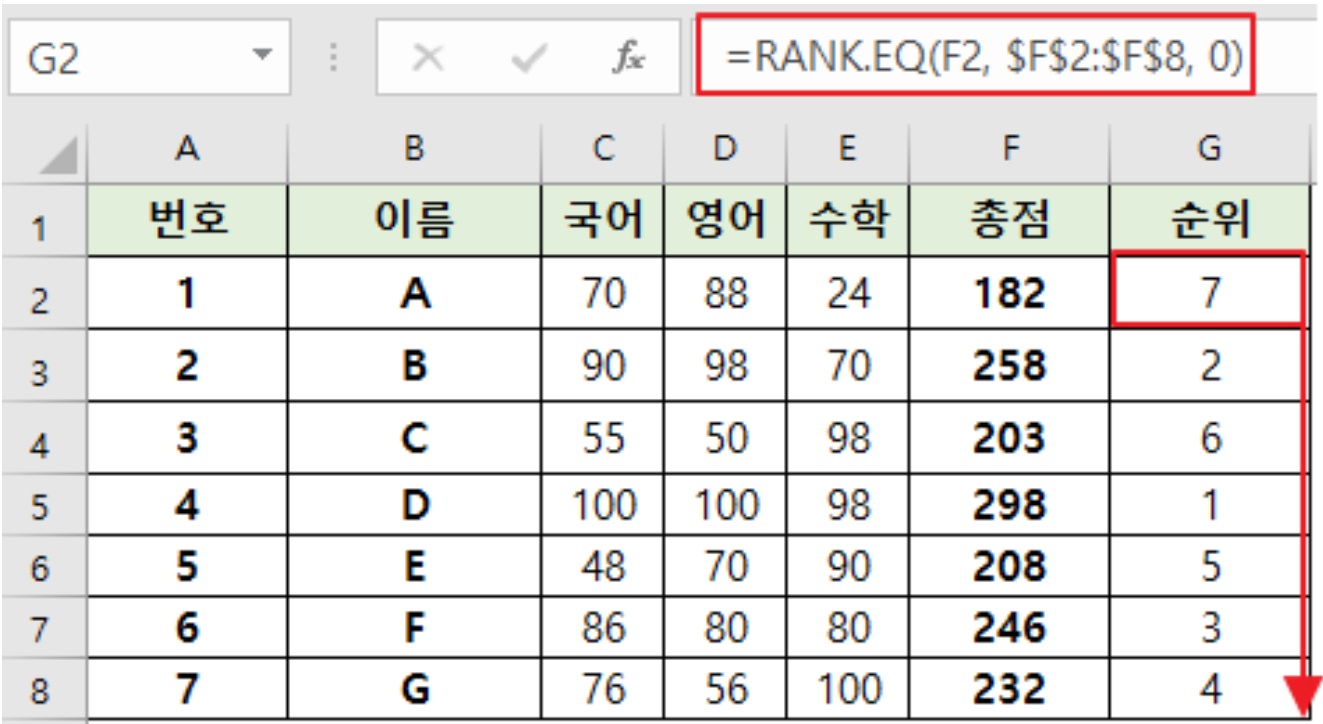 G2 fx =RANK.EQ(F2, $F$2:$F$8, 0)
A B C D E F G
1 번호 이름 국어 영어 수학 총점 순위
2 1 A 70 88 24 182 7
3 2 B 90 98 70 258 2
4 3 C 55 50 98 203 6
5 4 D 100 100 98 298 1
6 5 E 48 70 90 208 5
7 6 F 86 80 80 246 3
8 7 G 76 56 100 232 4